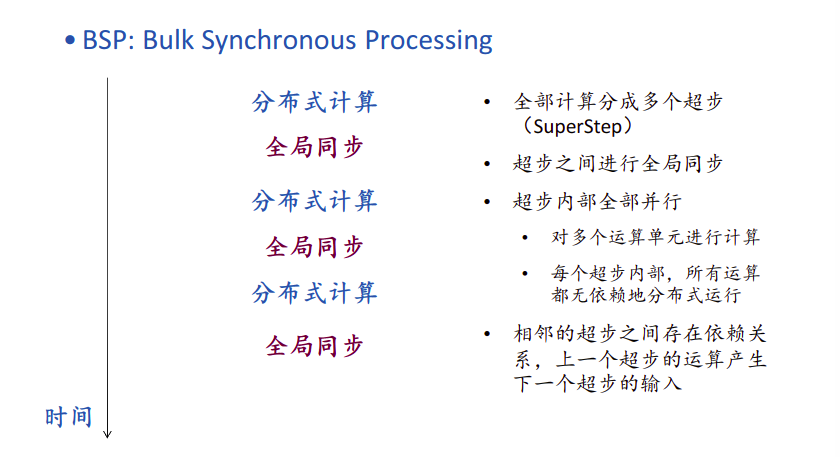 • BSP: Bulk Synchronous Processing
分布式计算
全局同步
分布式计算
全局同步
分布式计算
全局同步
时间
• 全部计算分成多个超步
（SuperStep）
• 超步之间进行全局同步
• 超步内部全部并行
• 对多个运算单元进行计算
• 每个超步内部，所有运算
都无依赖地分布式运行
• 相邻的超步之间存在依赖关
系，上一个超步的运算产生
下一个超步的输入